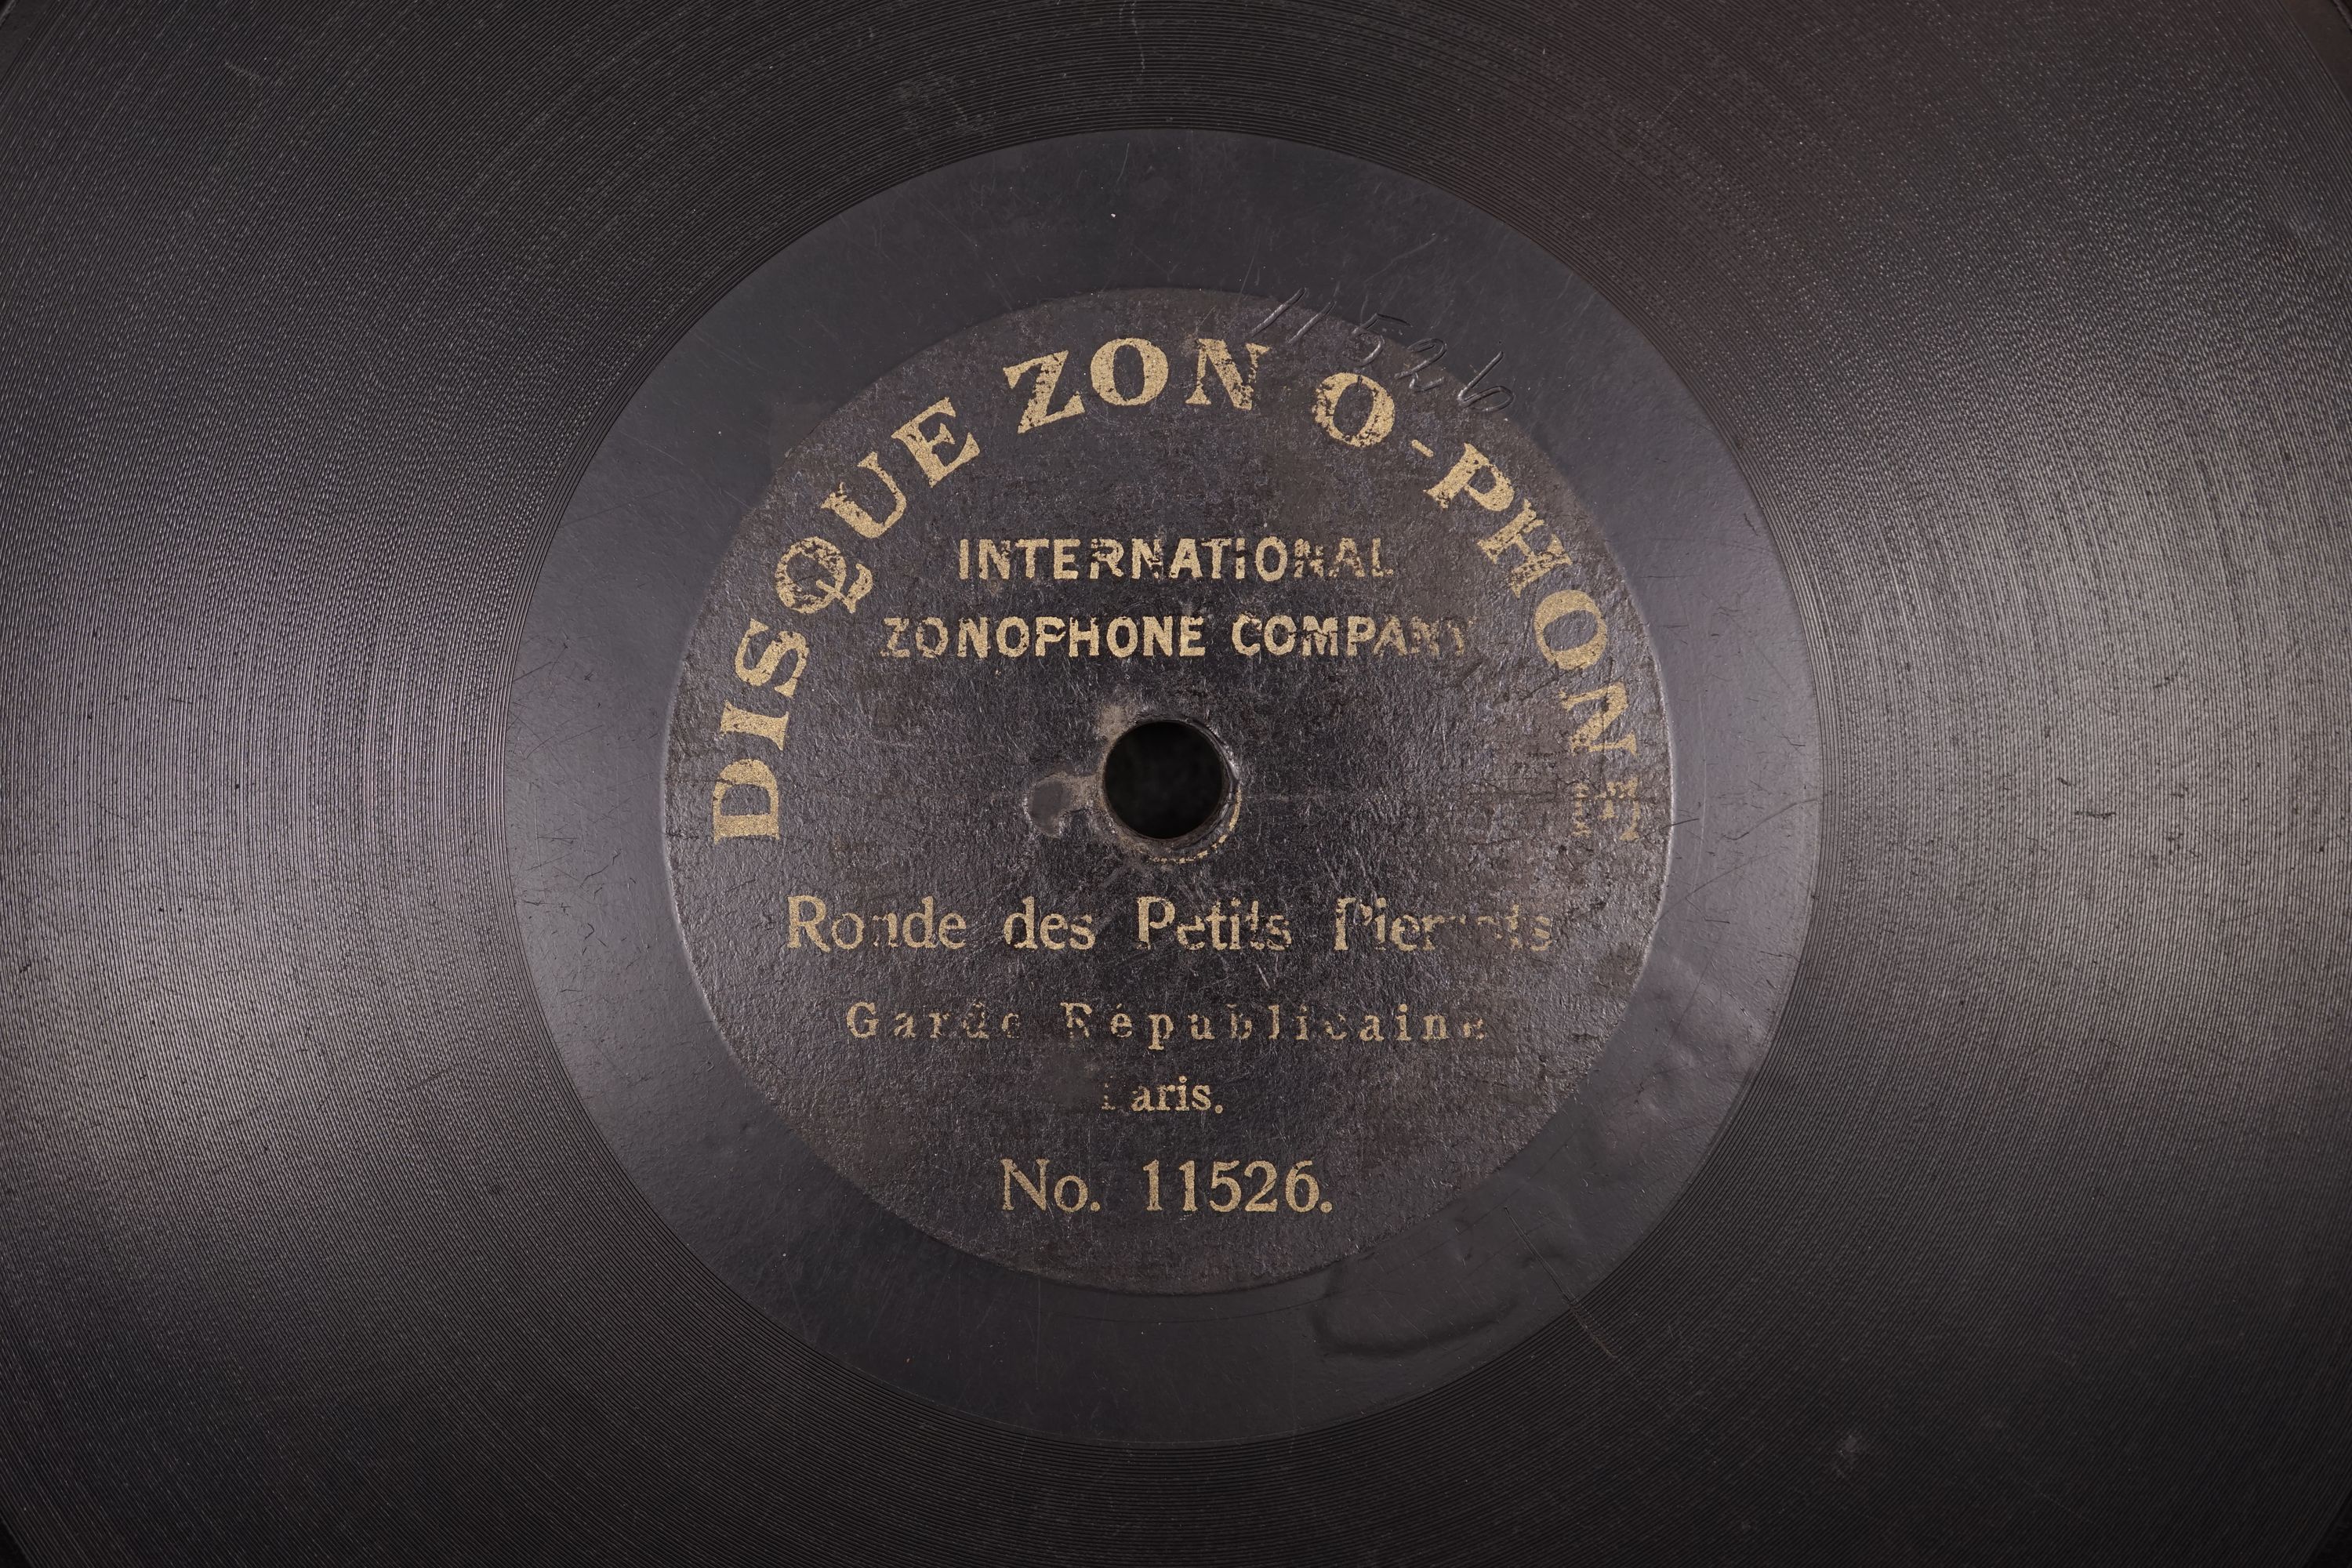 11526
DISQUE ZON O-PHONE
INTERNATIONAL
ZONOPHONE COMPANY
Ronde des Petits Pierrots
Garde Républicaine
Paris.
No. 11526.